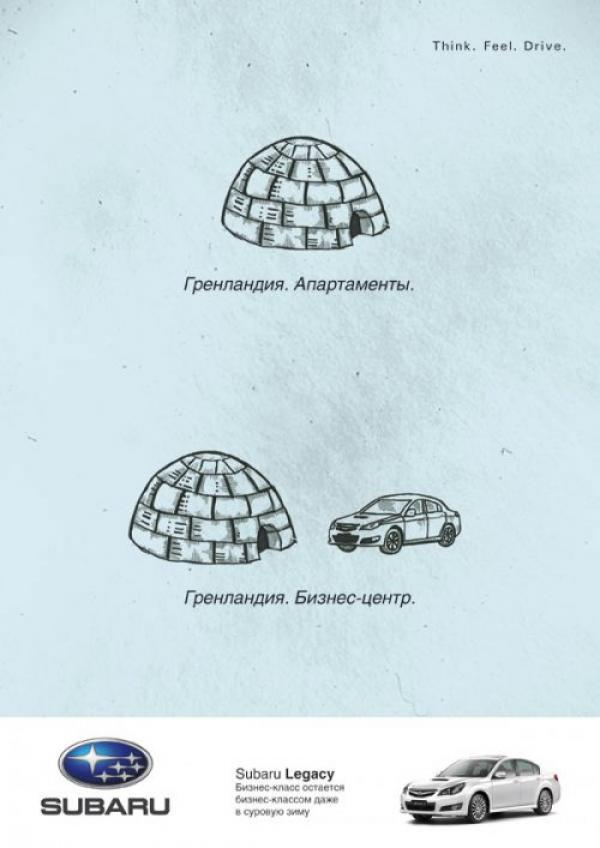 Think. Feel. Drive.
Гренландия. Апартаменты.
Гренландия. Бизнес-центр.
SUBARU
Subaru Legacy
Бизнес-класс остается
бизнес-классом даже
в суровую зиму